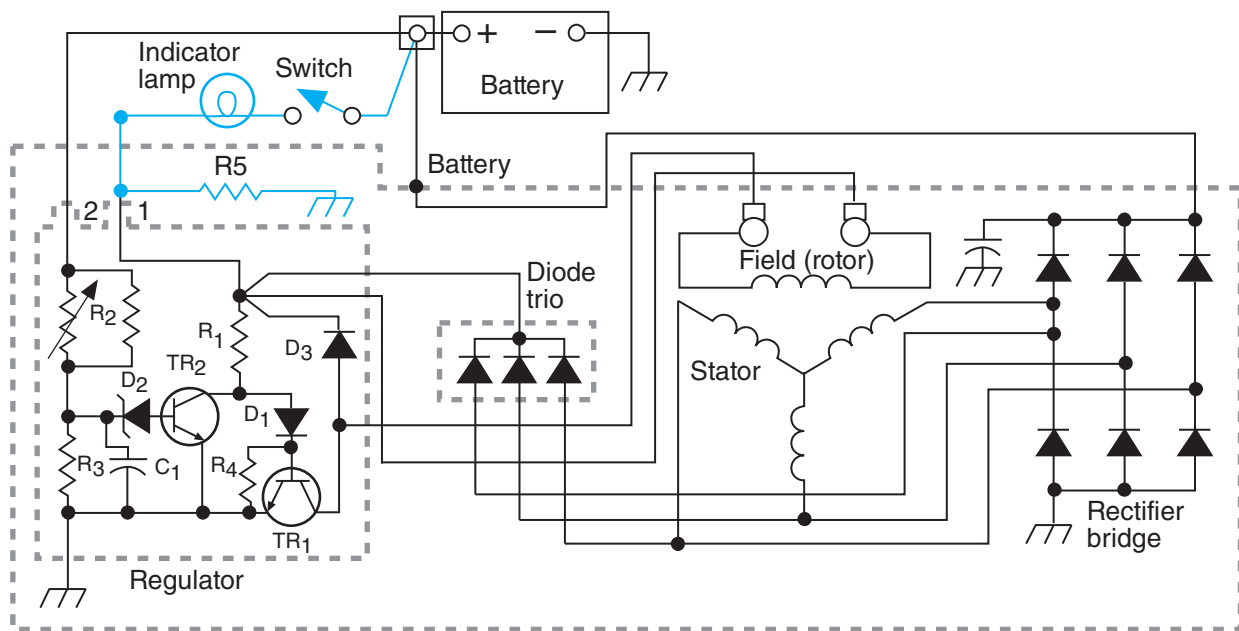 Indicator
lamp
Switch
+ −
Battery
R5
Battery
2 1
Diode
trio
Field (rotor)
R2
R1
D3
TR2
D2
Stator
D1
R3
C1
R4
TR1
Rectifier
bridge
Regulator